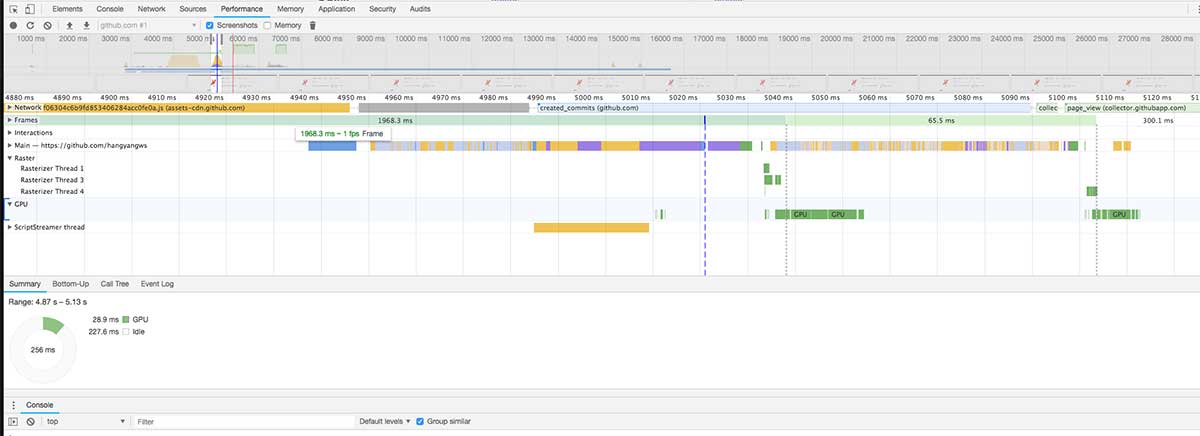 Elements Console Network Sources Performance Memory Application Security Audits
github.com #1 Screenshots Memory
1000 ms 2000 ms 3000 ms 4000 ms 5000 ms 6000 ms 7000 ms 8000 ms 9000 ms 10000 ms 11000 ms 12000 ms 13000 ms 14000 ms 15000 ms 16000 ms 17000 ms 18000 ms 19000 ms 20000 ms 21000 ms 22000 ms 23000 ms 24000 ms 25000 ms 26000 ms 27000 ms 28000 ms
4880 ms 4890 ms 4900 ms 4910 ms 4920 ms 4930 ms 4940 ms 4950 ms 4960 ms 4970 ms 4980 ms 4990 ms 5000 ms 5010 ms 5020 ms 5030 ms 5040 ms 5050 ms 5060 ms 5070 ms 5080 ms 5090 ms 5100 ms 5110 ms 5120 ms 513
Network f06304c6b9fd853406284acc0fe0a.js (assets-cdn.github.com) created_commits (github.com) collec page_view (collector.githubapp.com)
Frames 1968.3 ms 65.5 ms 300.1 ms
Interactions
1968.3 ms ~ 1 fps Frame
Main — https://github.com/hangyangws
Raster
Rasterizer Thread 1
Rasterizer Thread 3
Rasterizer Thread 4
GPU
GPU GPU GPU
ScriptStreamer thread
Summary Bottom-Up Call Tree Event Log
Range: 4.87 s – 5.13 s
28.9 ms GPU
227.6 ms Idle
256 ms
Console
top Filter Default levels Group similar